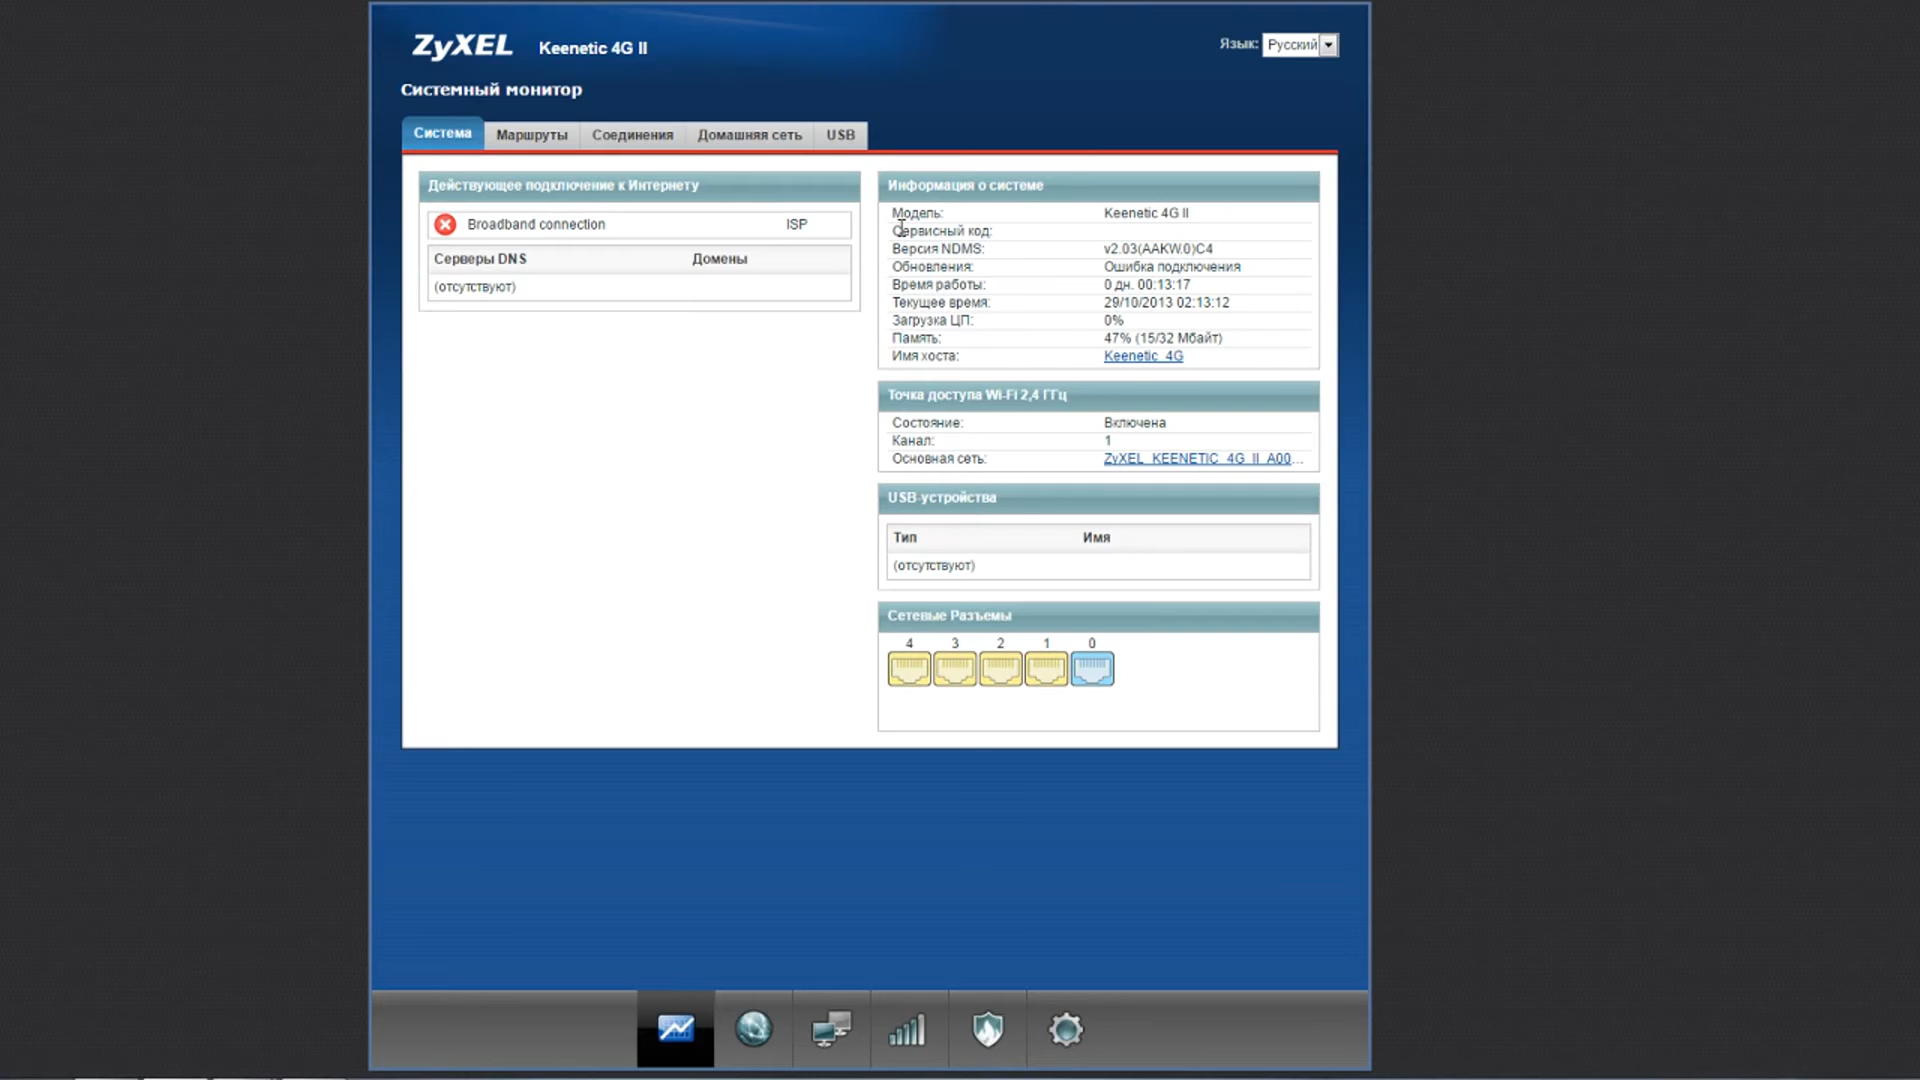 ZyXEL Keenetic 4G II
Язык: Русский
Системный монитор
Система Маршруты Соединения Домашняя сеть USB
Действующее подключение к Интернету
Broadband connection ISP
Серверы DNS Домены
(отсутствуют)
Информация о системе
Модель: Keenetic 4G II
Сервисный код:
Версия NDMS: v2.03(AAKW.0)C4
Обновления: Ошибка подключения
Время работы: 0 дн. 00:13:17
Текущее время: 29/10/2013 02:13:12
Загрузка ЦП: 0%
Память: 47% (15/32 Мбайт)
Имя хоста: Keenetic_4G
Точка доступа Wi-Fi 2,4 ГГц
Состояние: Включена
Канал: 1
Основная сеть: ZyXEL_KEENETIC_4G_II_A00...
USB-устройства
Тип Имя
(отсутствуют)
Сетевые Разъемы
4 3 2 1 0